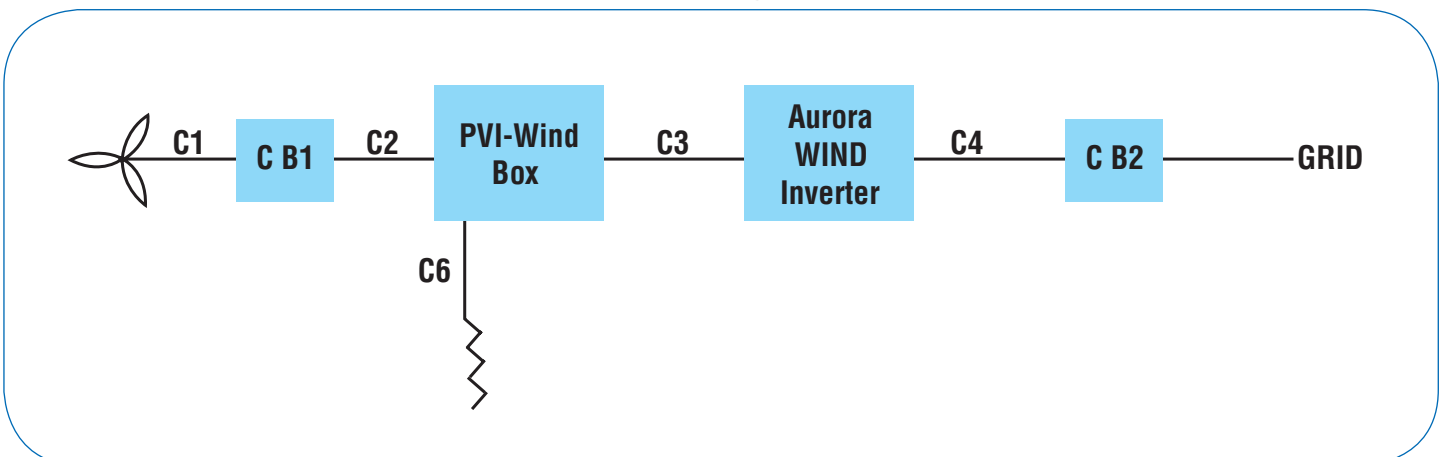 C1
C B1
C2
PVI-Wind
Box
C3
Aurora
WIND
Inverter
C4
C B2
GRID
C6